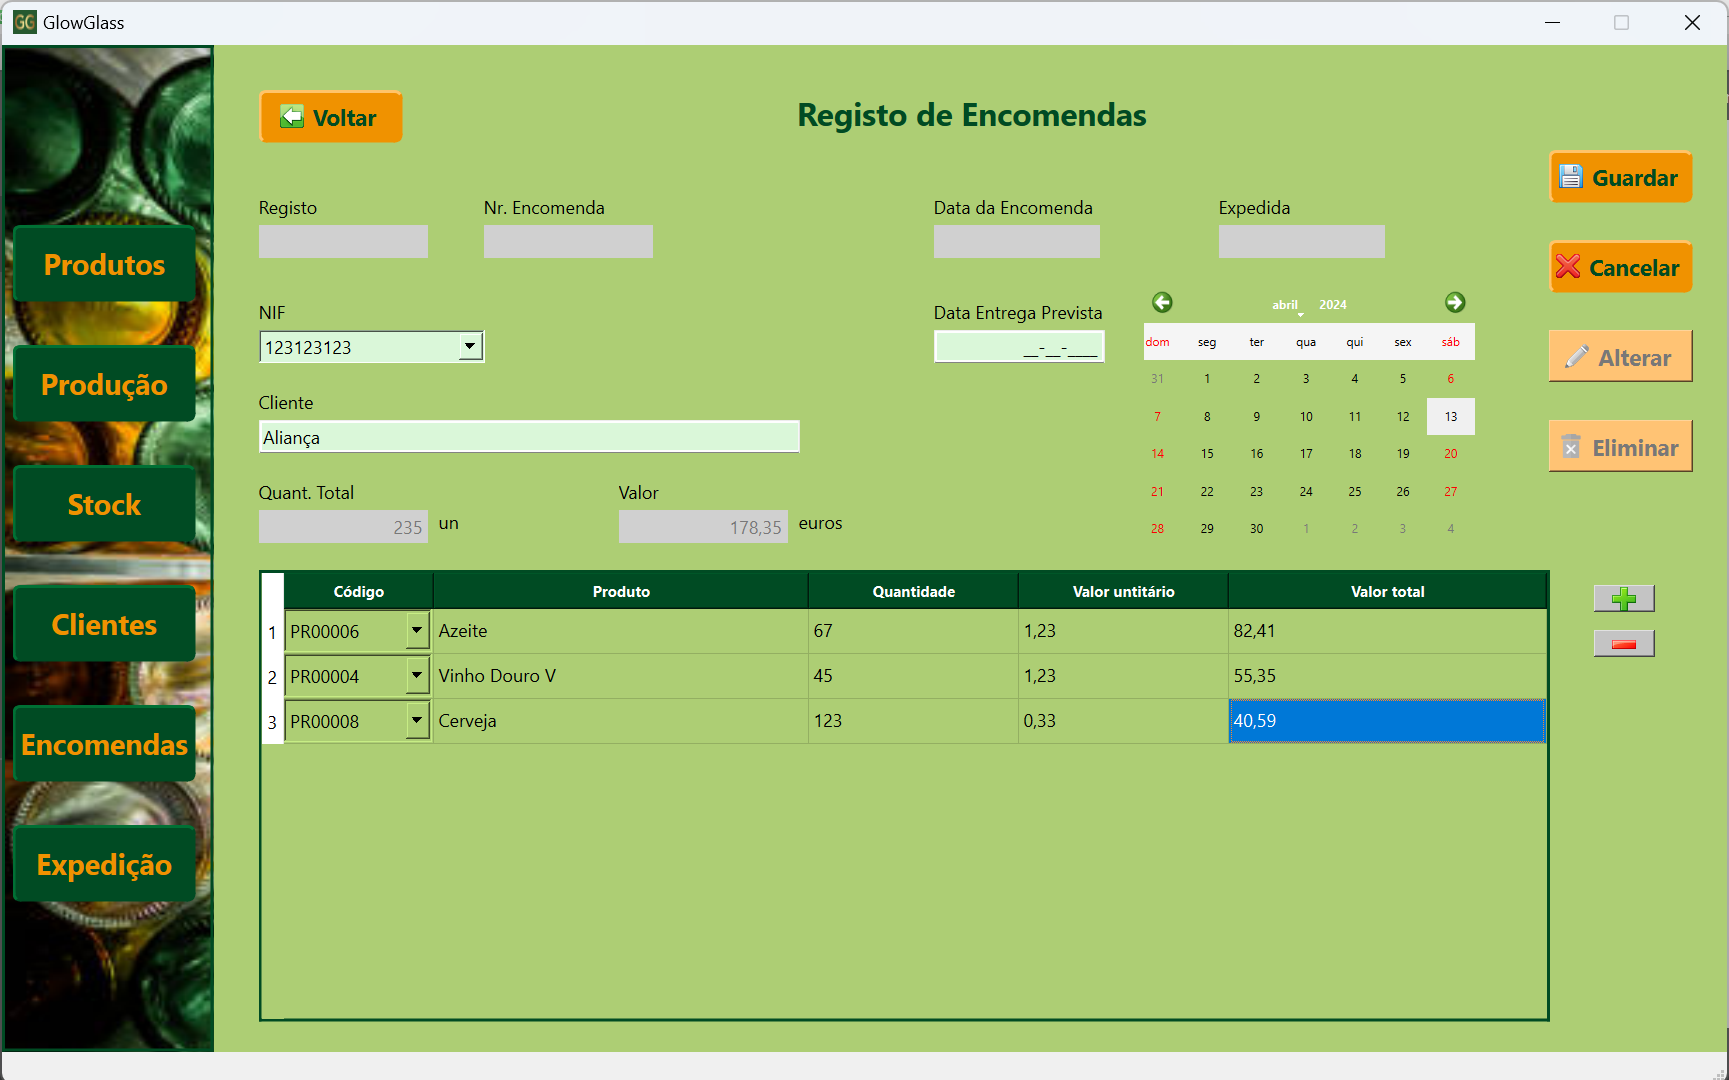 GG GlowGlass
Voltar
Registo de Encomendas
Guardar
Cancelar
Alterar
Eliminar
Produtos
Produção
Stock
Clientes
Encomendas
Expedição
Registo
Nr. Encomenda
Data da Encomenda
Expedida
NIF
123123123
Data Entrega Prevista
__-__-____
abril 2024
dom seg ter qua qui sex sáb
31 1 2 3 4 5 6
7 8 9 10 11 12 13
14 15 16 17 18 19 20
21 22 23 24 25 26 27
28 29 30 1 2 3 4
Cliente
Aliança
Quant. Total
235 un
Valor
178,35 euros
Código Produto Quantidade Valor untitário Valor total
1 PR00006 Azeite 67 1,23 82,41
2 PR00004 Vinho Douro V 45 1,23 55,35
3 PR00008 Cerveja 123 0,33 40,59